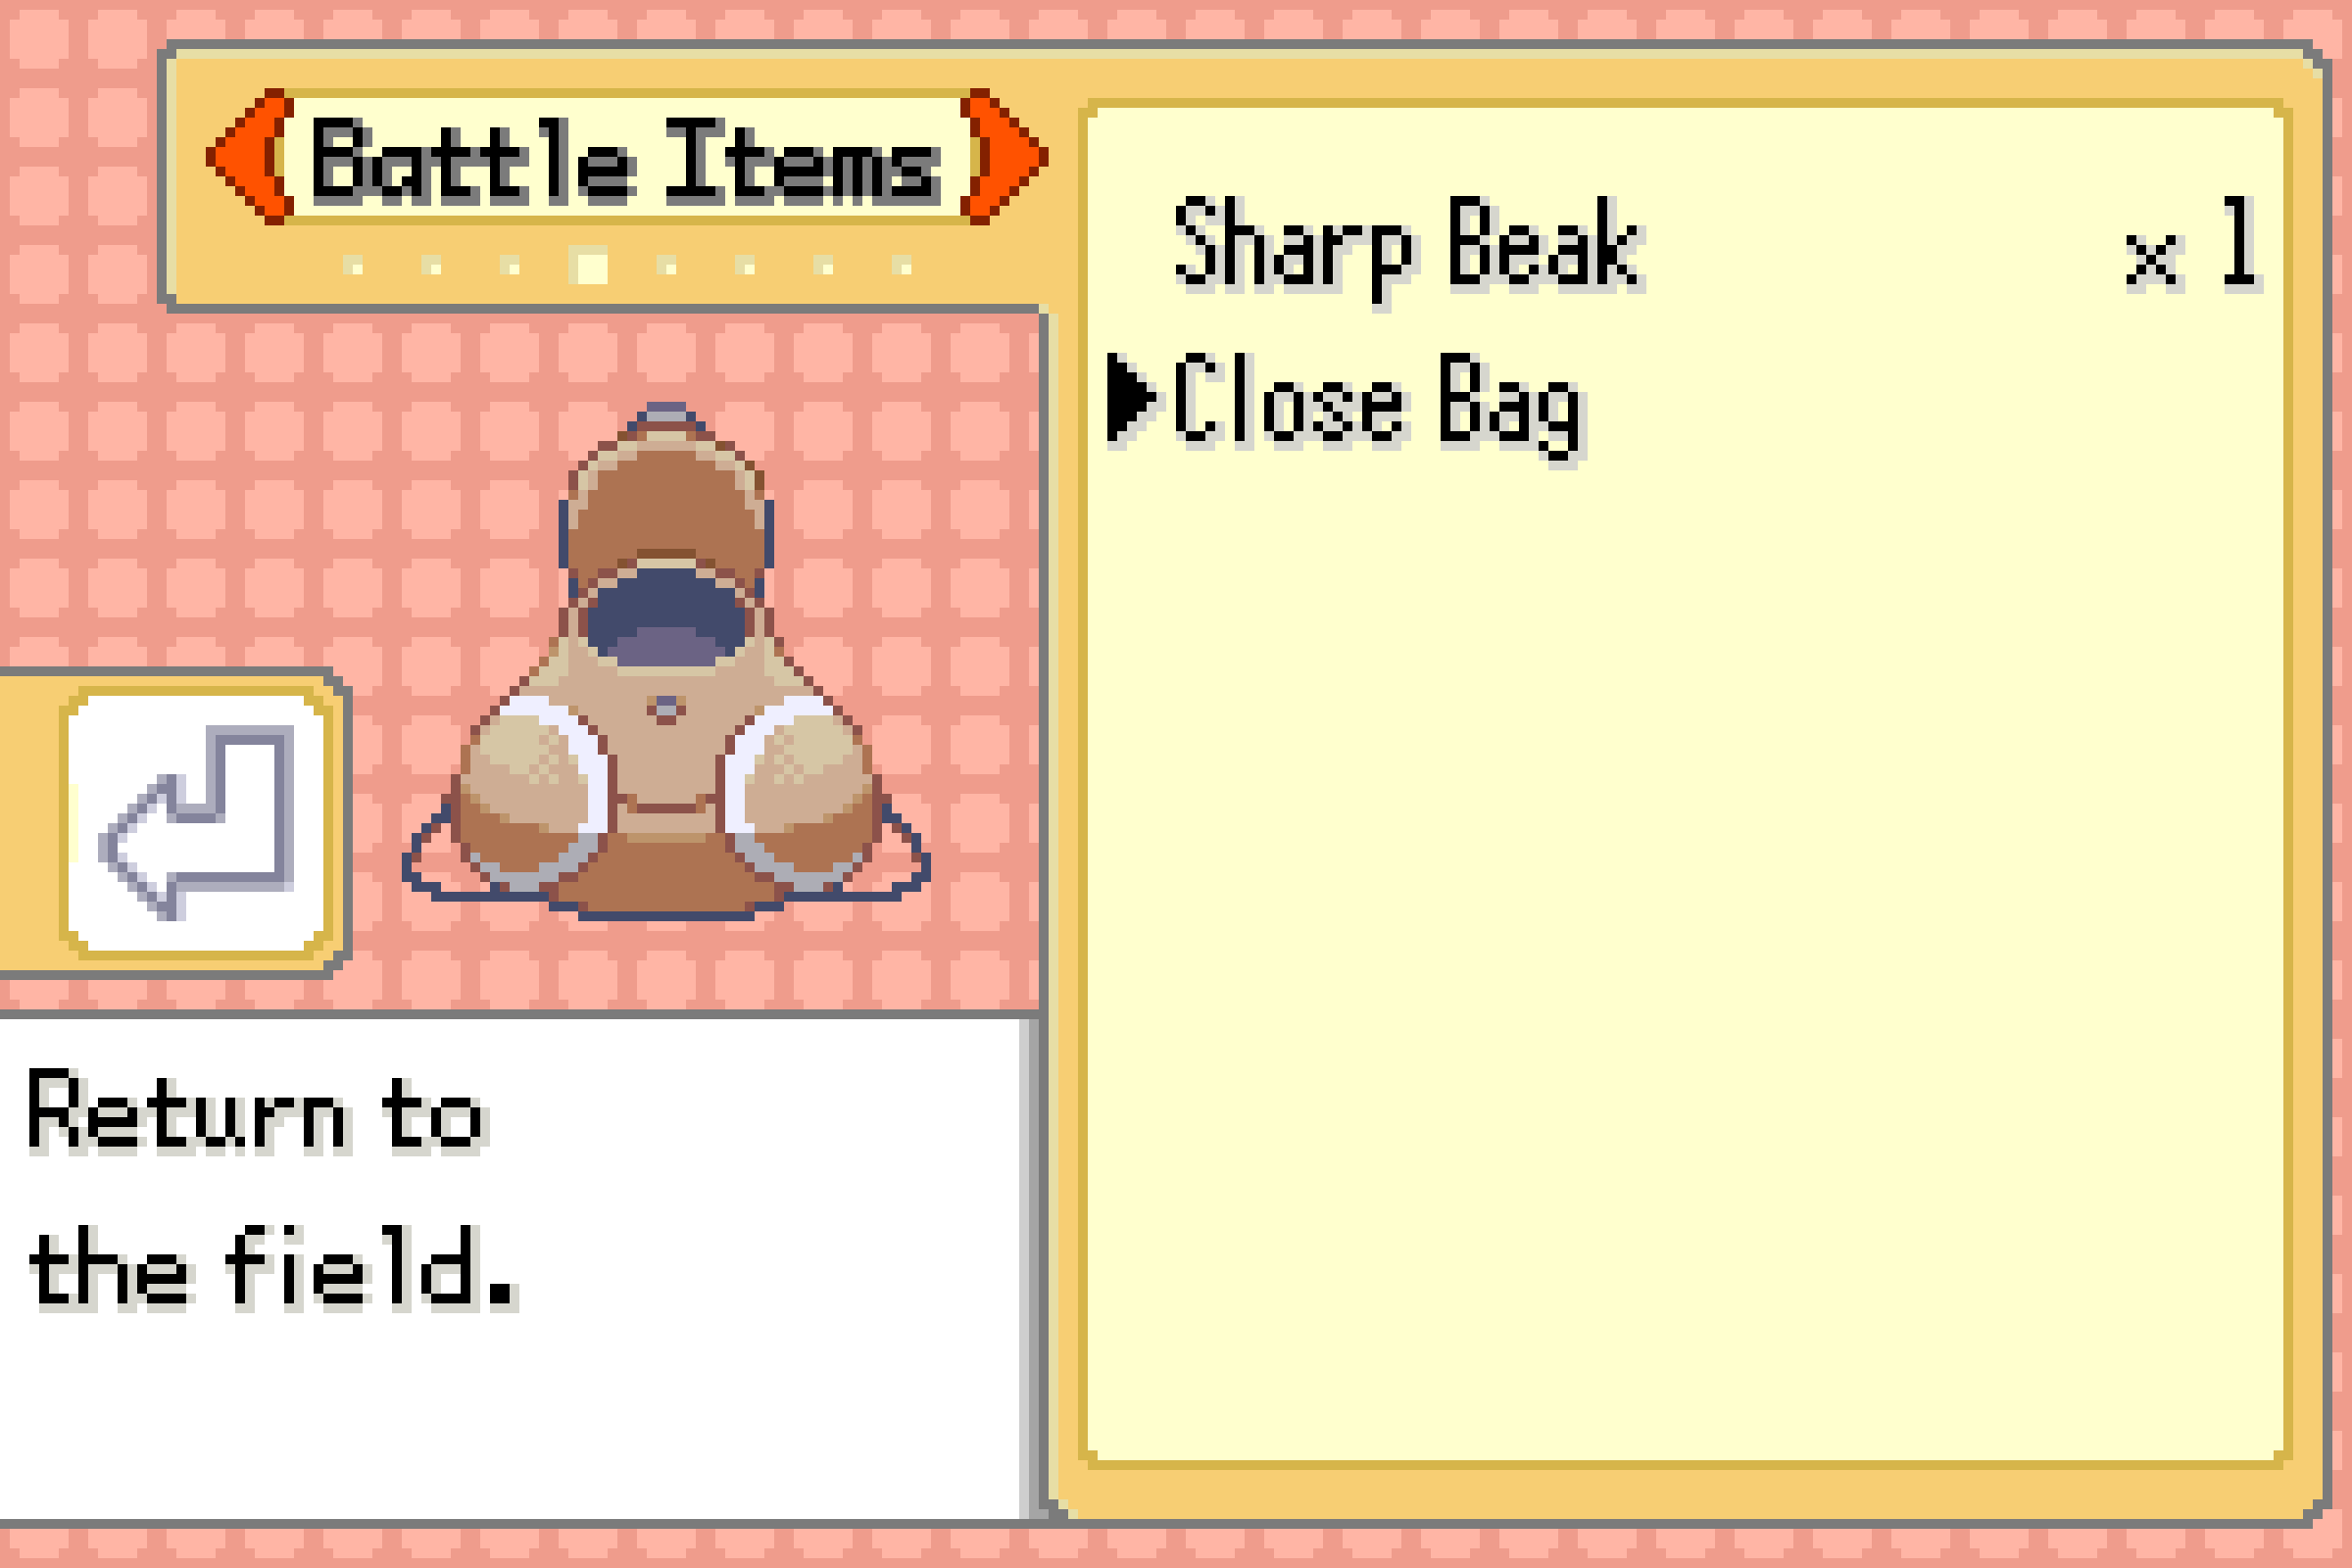 Battle Items
Sharp Beak x 1
Close Bag
Return to
the field.